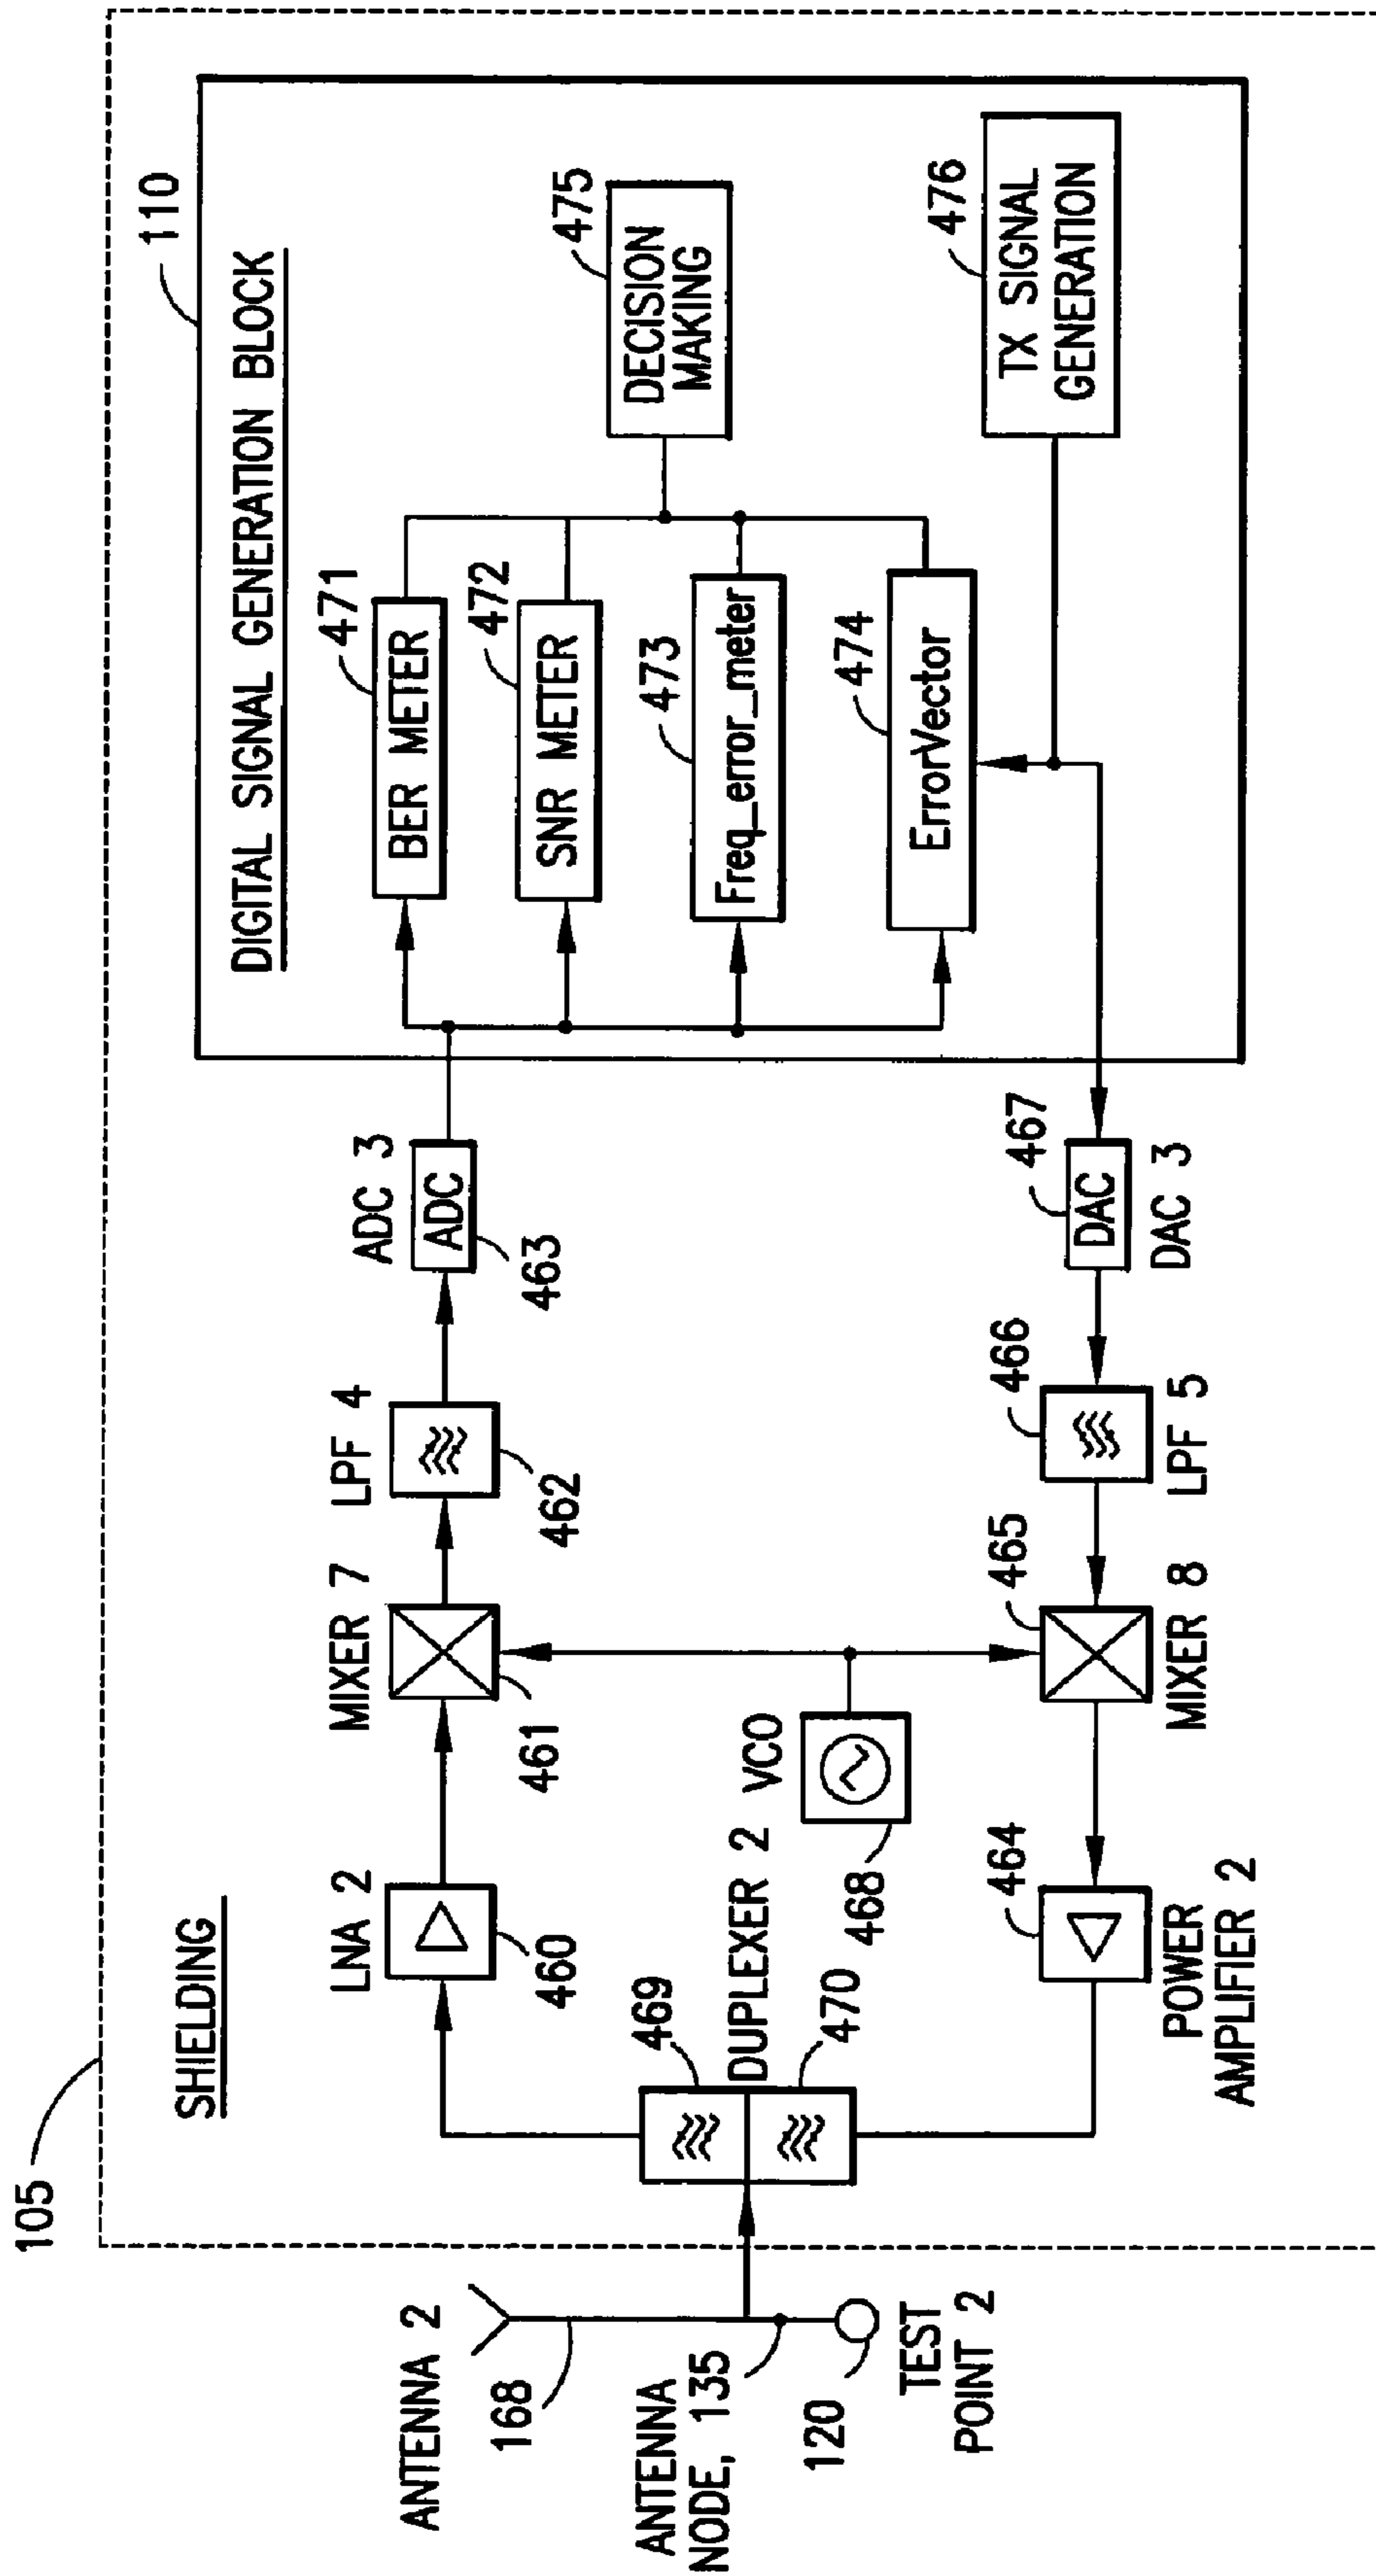 105
SHIELDING
110
DIGITAL SIGNAL GENERATION BLOCK
ANTENNA 2
168
ANTENNA
NODE, 135
120
TEST
POINT 2
LNA 2
460
MIXER 7
461
LPF 4
462
ADC 3
ADC
463
469
DUPLEXER 2
470
VCO
468
464
POWER
AMPLIFIER 2
465
MIXER 8
466
LPF 5
467
DAC
DAC 3
471
BER METER
472
SNR METER
473
Freq_error_meter
474
ErrorVector
475
DECISION
MAKING
476
TX SIGNAL
GENERATION